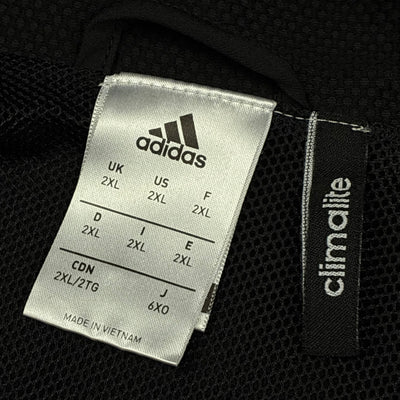 adidas
UK US F
2XL 2XL 2XL
D I E
2XL 2XL 2XL
CDN J
2XL/2TG 6XO
MADE IN VIETNAM
climalite